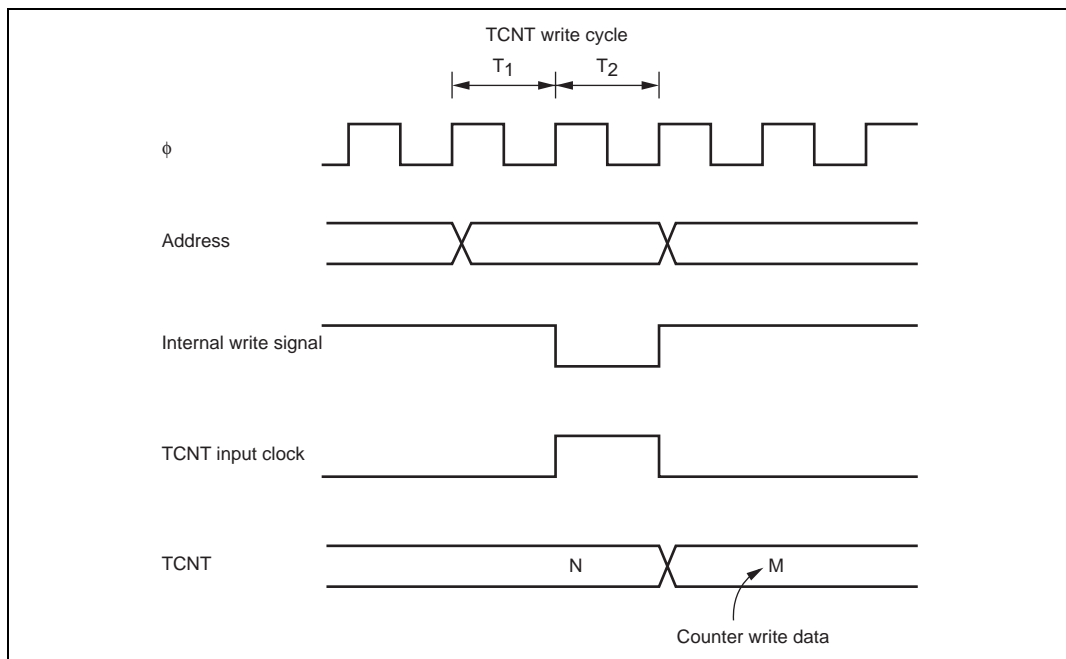 TCNT write cycle
T1 T2
ϕ
Address
Internal write signal
TCNT input clock
TCNT N M
Counter write data